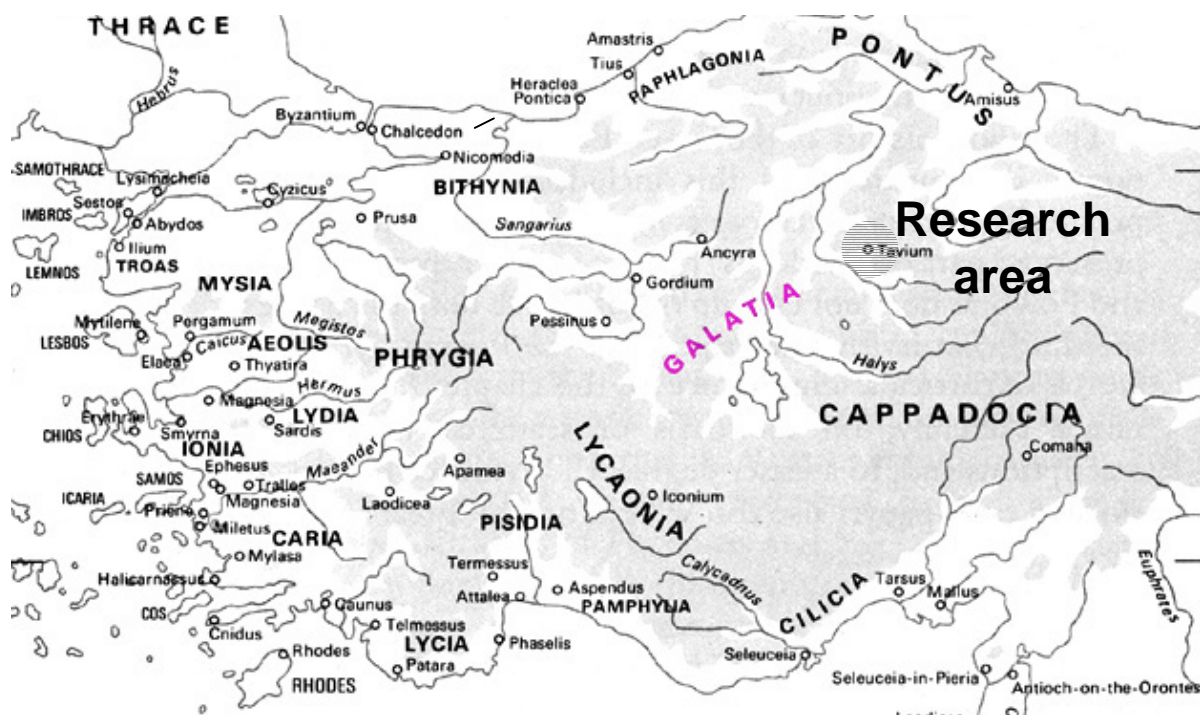 THRACE
PONTUS
Amastris
Tius
PAPHLAGONIA
Heraclea
Pontica
Amisus
Hebrus
Byzantium
Chalcedon
Nicomedia
BITHYNIA
SAMOTHRACE
Lysimacheia
Cyzicus
Sestos
IMBROS
Abydos
Prusa
Sangarius
Research
area
Ilium
TROAS
LEMNOS
Ancyra
Tavium
Gordium
MYSIA
GALATIA
Mytilene
Pergamum
Megistos
Pessinus
LESBOS
Elaea
Caicus
AEOLIS
PHRYGIA
Thyatira
Halys
Hermus
Magnesia
LYDIA
CAPPADOCIA
Erythrae
CHIOS
Smyrna
Sardis
IONIA
LYCAONIA
Comana
Maeander
Ephesus
Apamea
SAMOS
Tralles
ICARIA
Magnesia
Laodicea
Iconium
Priene
Miletus
CARIA
PISIDIA
Mylasa
Termessus
Calycadnus
Euphrates
Halicarnassus
Attalea
Aspendus
PAMPHYLIA
CILICIA
Tarsus
Mallus
COS
Caunus
Cnidus
Telmessus
LYCIA
Phaselis
Rhodes
Patara
Seleuceia
RHODES
Seleuceia-in-Pieria
Antioch-on-the-Orontes